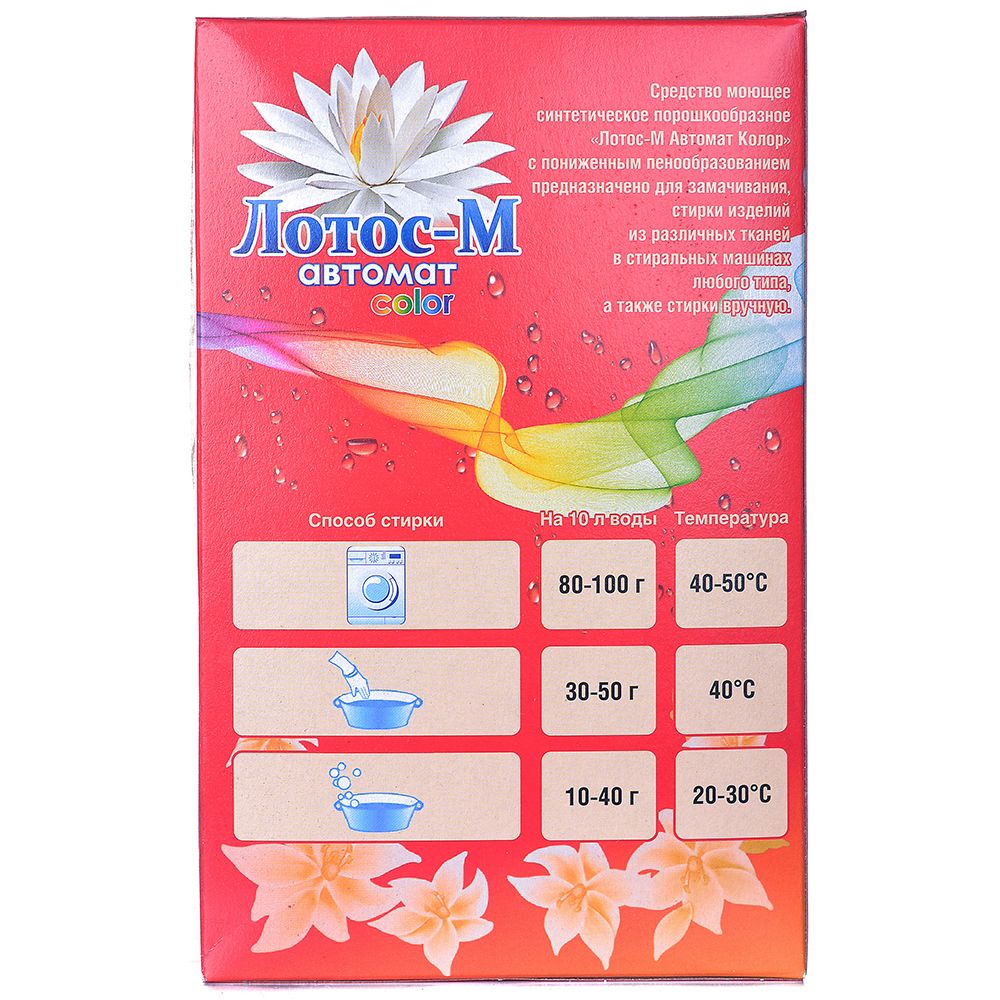 Лотос-М
автомат
color
Средство моющее
синтетическое порошкообразное
«Лотос-М Автомат Колор»
с пониженным пенообразованием
предназначено для замачивания,
стирки изделий
из различных тканей
в стиральных машинах
любого типа,
а также стирки вручную.
Способ стирки На 10 л воды Температура
80-100 г 40-50°С
30-50 г 40°С
10-40 г 20-30°С